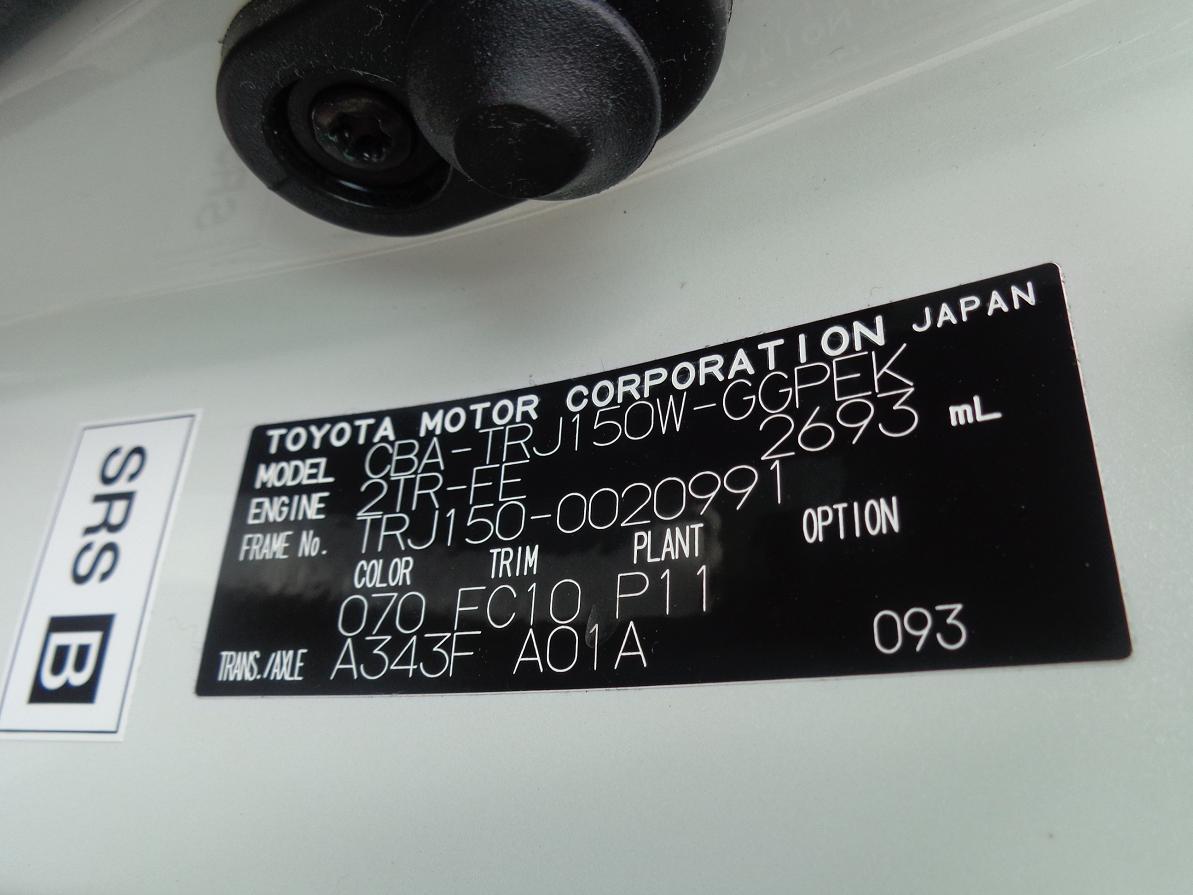 TOYOTA MOTOR CORPORATION JAPAN
MODEL CBA-TRJ150W-GGPEK
ENGINE 2TR-FE 2693 mL
FRAME No. TRJ150-0020991
COLOR TRIM PLANT OPTION
070 FC10 P11
TRANS./AXLE A343F A01A 093
SRS B